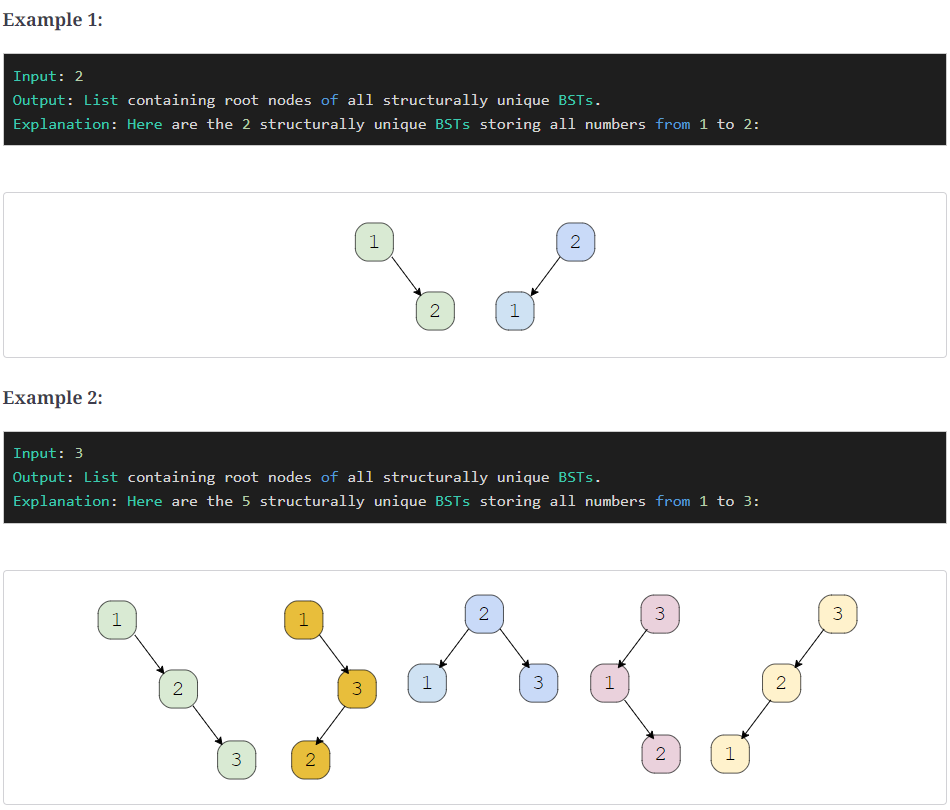 Example 1:
Input: 2
Output: List containing root nodes of all structurally unique BSTs.
Explanation: Here are the 2 structurally unique BSTs storing all numbers from 1 to 2:
1 2
2 1
Example 2:
Input: 3
Output: List containing root nodes of all structurally unique BSTs.
Explanation: Here are the 5 structurally unique BSTs storing all numbers from 1 to 3:
1 1 2 3 3
2 3 1 3 1 2
3 2 2 1